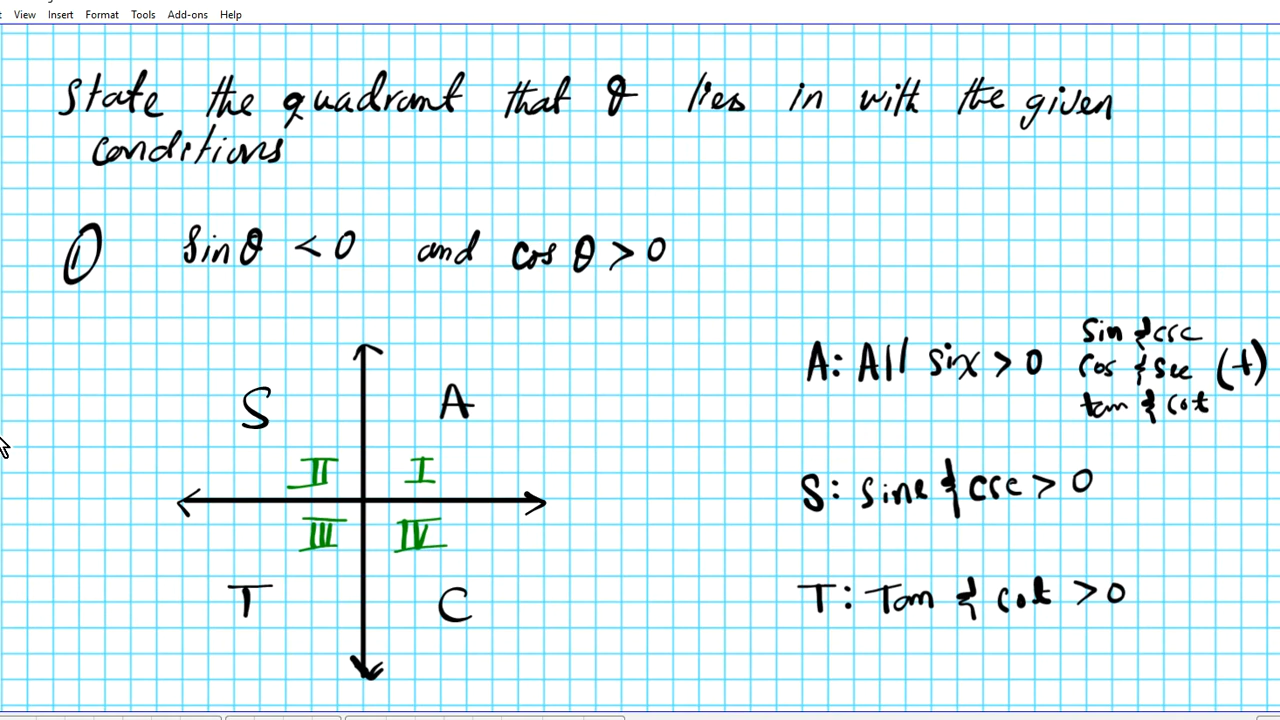 View Insert Format Tools Add-ons Help
State the quadrant that θ lies in with the given
conditions
① sin θ < 0 and cos θ > 0
A: All six > 0
sin & csc
cos & sec (+)
tan & cot
S A
II I
S: sine & csc > 0
III IV
T: Tan & cot > 0
T C